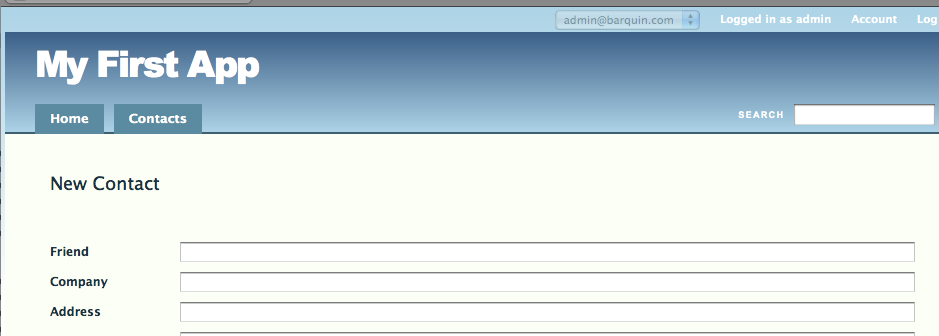 admin@barquin.com Logged in as admin Account Log
My First App
Home Contacts SEARCH
New Contact
Friend
Company
Address